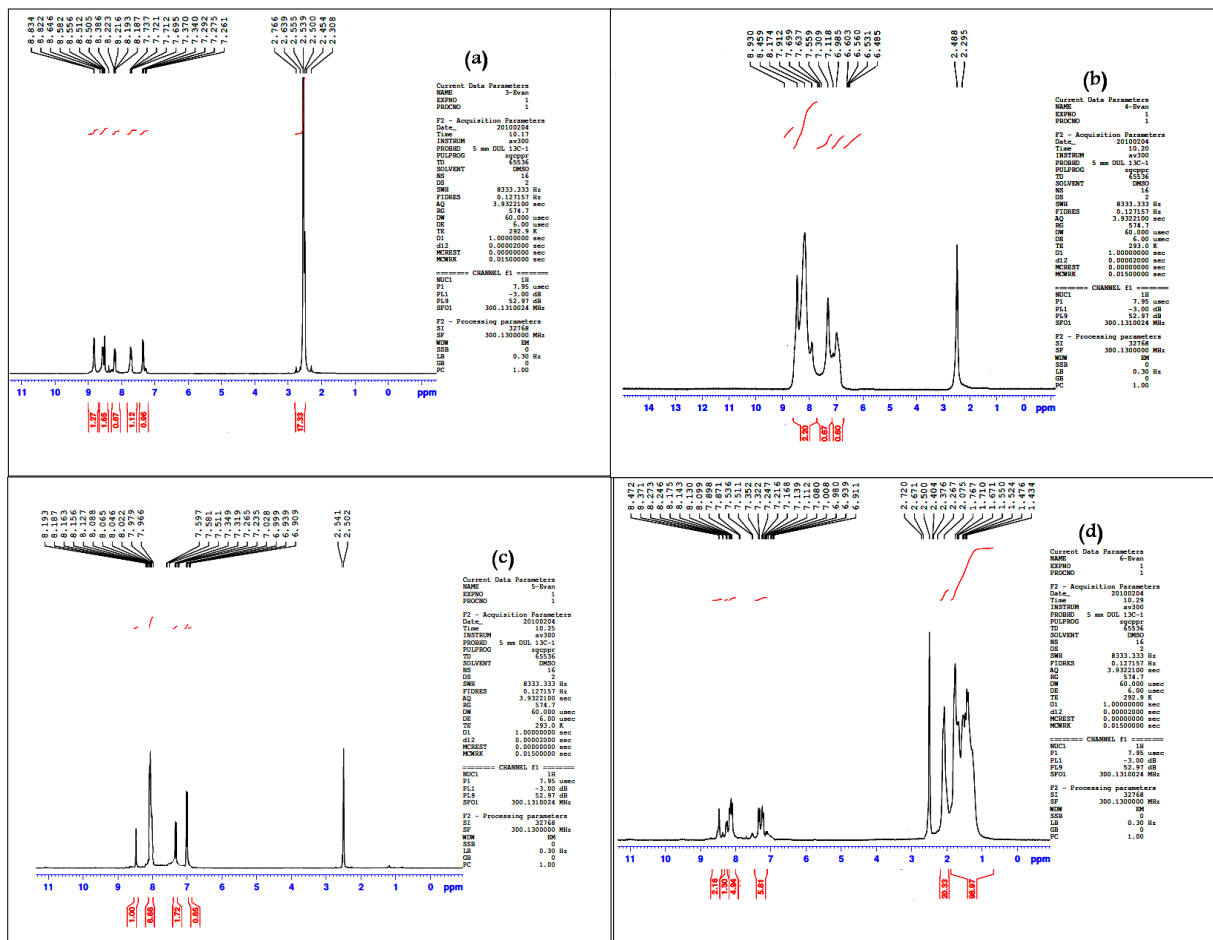 8.834 8.822 8.646 8.582 8.556 8.512 8.505 8.386 8.223 8.216 8.193 8.187 7.737 7.721 7.712 7.695 7.370 7.340 7.292 7.275 7.261 2.766 2.639 2.555 2.539 2.500 2.454 2.308
(a)
Current Data Parameters
NAME 3-Evan
EXPNO 1
PROCNO 1
F2 - Acquisition Parameters
Date_ 20100204
Time 10.17
INSTRUM av300
PROBHD 5 mm DUL 13C-1
PULPROG zgcppr
TD 65536
SOLVENT DMSO
NS 16
DS 2
SWH 8333.333 Hz
FIDRES 0.127157 Hz
AQ 3.9322100 sec
RG 574.7
DW 60.000 usec
DE 6.00 usec
TE 292.9 K
D1 1.00000000 sec
d12 0.00002000 sec
MCREST 0.00000000 sec
MCWRK 0.01500000 sec
======== CHANNEL f1 ========
NUC1 1H
P1 7.95 usec
PL1 -3.00 dB
PL9 52.97 dB
SFO1 300.1310024 MHz
F2 - Processing parameters
SI 32768
SF 300.1300000 MHz
WDW EM
SSB 0
LB 0.30 Hz
GB 0
PC 1.00
11 10 9 8 7 6 5 4 3 2 1 0 ppm
1.27 1.65 0.87 1.12 0.96 17.33
8.930 8.459 8.174 7.912 7.699 7.637 7.559 7.309 7.118 6.985 6.603 6.560 6.531 6.485 2.488 2.295
(b)
Current Data Parameters
NAME 4-Evan
EXPNO 1
PROCNO 1
F2 - Acquisition Parameters
Date_ 20100204
Time 10.20
INSTRUM av300
PROBHD 5 mm DUL 13C-1
PULPROG zgcppr
TD 65536
SOLVENT DMSO
NS 16
DS 2
SWH 8333.333 Hz
FIDRES 0.127157 Hz
AQ 3.9322100 sec
RG 574.7
DW 60.000 usec
DE 6.00 usec
TE 293.0 K
D1 1.00000000 sec
d12 0.00002000 sec
MCREST 0.00000000 sec
MCWRK 0.01500000 sec
======== CHANNEL f1 ========
NUC1 1H
P1 7.95 usec
PL1 -3.00 dB
PL9 52.97 dB
SFO1 300.1310024 MHz
F2 - Processing parameters
SI 32768
SF 300.1300000 MHz
WDW EM
SSB 0
LB 0.30 Hz
GB 0
PC 1.00
14 13 12 11 10 9 8 7 6 5 4 3 2 1 0 -1 ppm
2.20 0.67 0.60
8.193 8.187 8.163 8.156 8.127 8.088 8.065 8.046 8.022 7.979 7.966 7.597 7.581 7.511 7.349 7.319 7.265 7.235 7.028 6.999 6.939 6.909 2.541 2.502
(c)
Current Data Parameters
NAME 5-Evan
EXPNO 1
PROCNO 1
F2 - Acquisition Parameters
Date_ 20100204
Time 10.25
INSTRUM av300
PROBHD 5 mm DUL 13C-1
PULPROG zgcppr
TD 65536
SOLVENT DMSO
NS 16
DS 2
SWH 8333.333 Hz
FIDRES 0.127157 Hz
AQ 3.9322100 sec
RG 574.7
DW 60.000 usec
DE 6.00 usec
TE 293.0 K
D1 1.00000000 sec
d12 0.00002000 sec
MCREST 0.00000000 sec
MCWRK 0.01500000 sec
======== CHANNEL f1 ========
NUC1 1H
P1 7.95 usec
PL1 -3.00 dB
PL9 52.97 dB
SFO1 300.1310024 MHz
F2 - Processing parameters
SI 32768
SF 300.1300000 MHz
WDW EM
SSB 0
LB 0.30 Hz
GB 0
PC 1.00
11 10 9 8 7 6 5 4 3 2 1 0 ppm
1.00 8.68 1.72 0.85
8.472 8.371 8.273 8.246 8.175 8.143 8.130 8.099 7.898 7.871 7.536 7.511 7.352 7.322 7.247 7.216 7.168 7.139 7.112 7.080 7.008 6.980 6.939 6.911 2.720 2.671 2.500 2.404 2.376 2.267 2.075 1.767 1.710 1.671 1.550 1.524 1.476 1.434
(d)
Current Data Parameters
NAME 6-Evan
EXPNO 1
PROCNO 1
F2 - Acquisition Parameters
Date_ 20100204
Time 10.29
INSTRUM av300
PROBHD 5 mm DUL 13C-1
PULPROG zgcppr
TD 65536
SOLVENT DMSO
NS 16
DS 2
SWH 8333.333 Hz
FIDRES 0.127157 Hz
AQ 3.9322100 sec
RG 574.7
DW 60.000 usec
DE 6.00 usec
TE 292.9 K
D1 1.00000000 sec
d12 0.00002000 sec
MCREST 0.00000000 sec
MCWRK 0.01500000 sec
======== CHANNEL f1 ========
NUC1 1H
P1 7.95 usec
PL1 -3.00 dB
PL9 52.97 dB
SFO1 300.1310024 MHz
F2 - Processing parameters
SI 32768
SF 300.1300000 MHz
WDW EM
SSB 0
LB 0.30 Hz
GB 0
PC 1.00
11 10 9 8 7 6 5 4 3 2 1 0 ppm
2.16 1.30 4.94 5.81 20.33 98.97